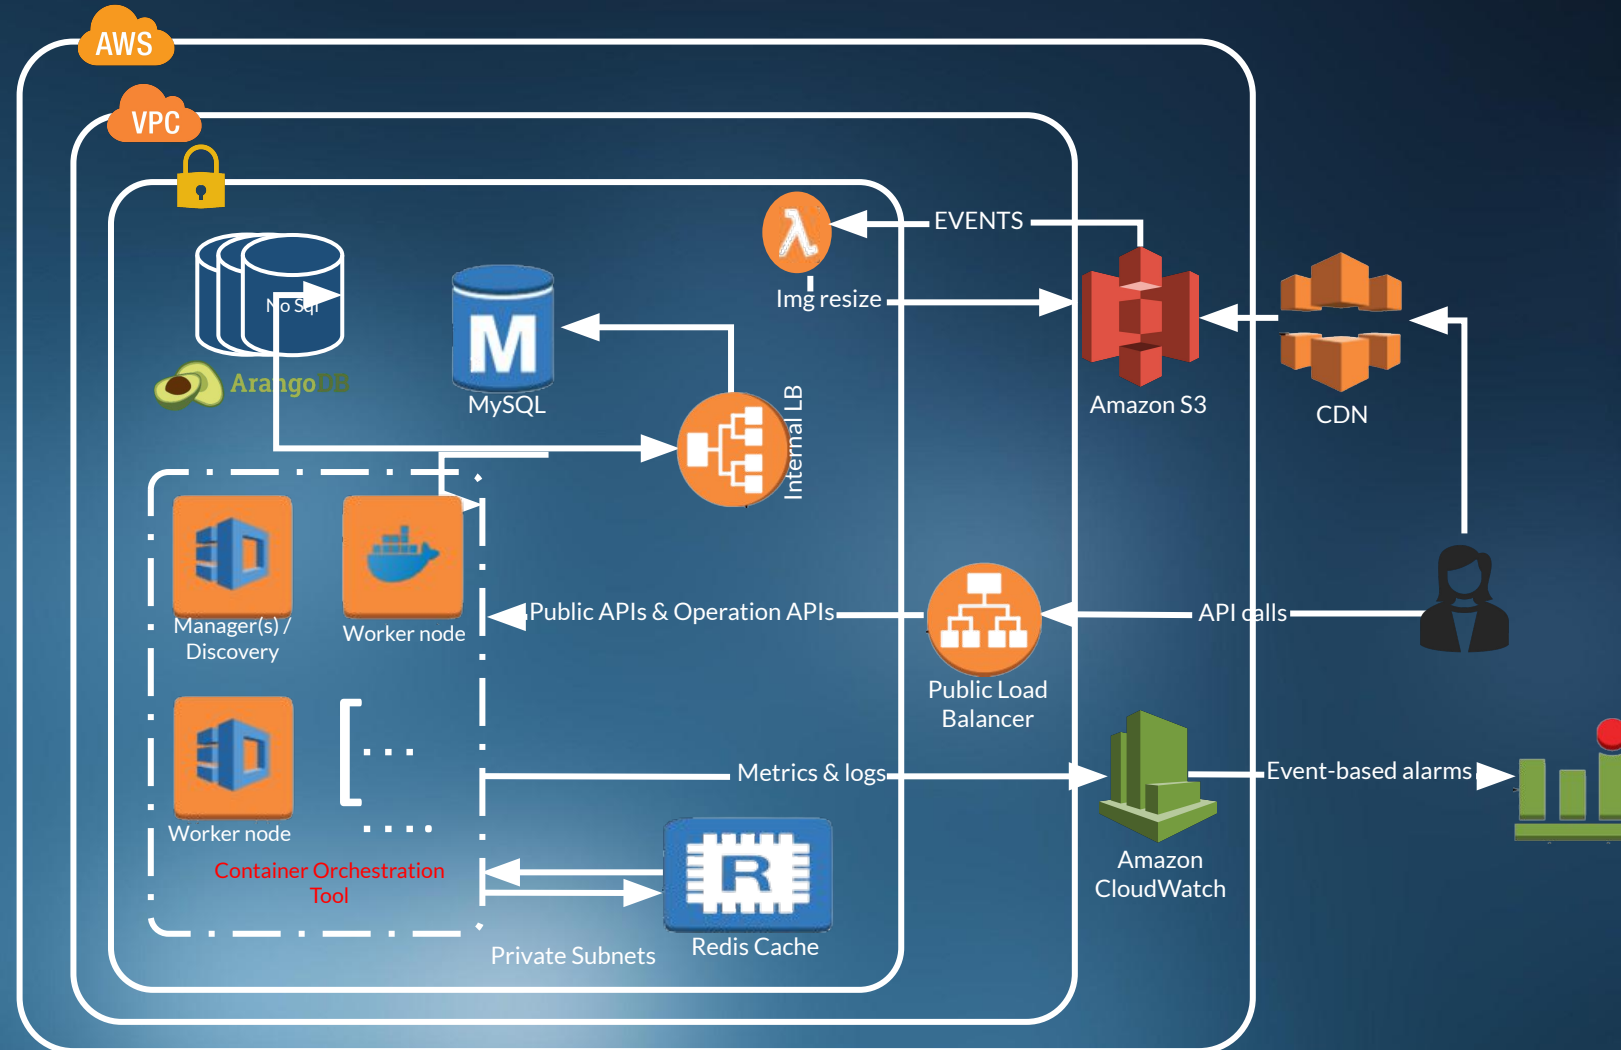 AWS
VPC
EVENTS
No Sql
Img resize
ArangoDB
MySQL
Internal LB
Amazon S3
CDN
Manager(s) /
Discovery
Worker node
Public APIs & Operation APIs
API calls
Public Load
Balancer
Worker node
Metrics & logs
Event-based alarms
Container Orchestration
Tool
Amazon
CloudWatch
Redis Cache
Private Subnets
M
R
λ
[
. . .
. . . .